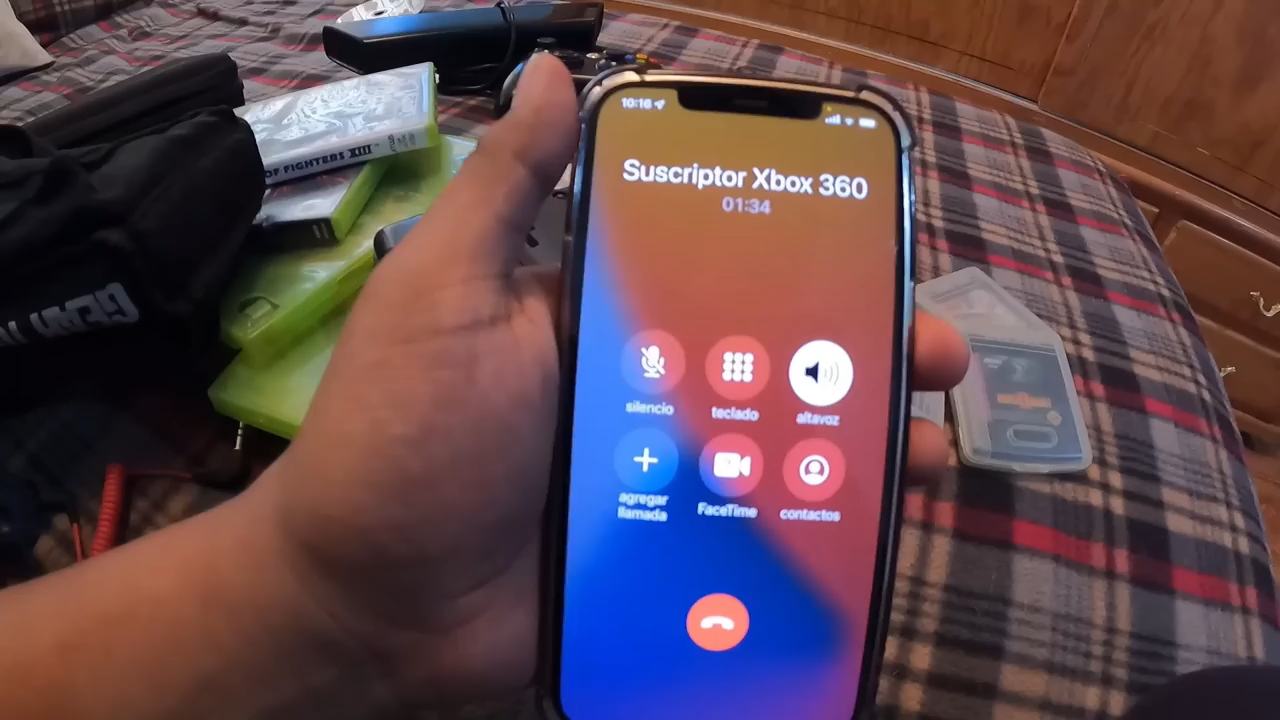 10:16
Suscriptor Xbox 360
01:34
silencio
teclado
altavoz
agregar
llamada
FaceTime
contactos
OF FIGHTERS XIII